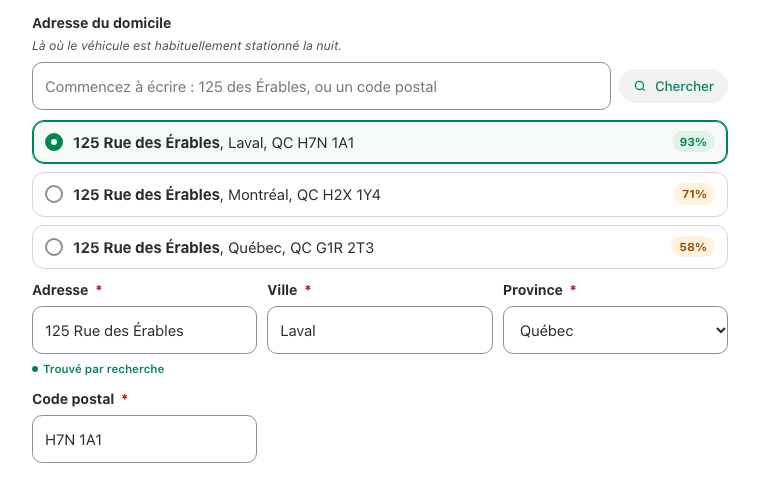 Adresse du domicile
Là où le véhicule est habituellement stationné la nuit.
Commencez à écrire : 125 des Érables, ou un code postal
Chercher
125 Rue des Érables, Laval, QC H7N 1A1
93%
125 Rue des Érables, Montréal, QC H2X 1Y4
71%
125 Rue des Érables, Québec, QC G1R 2T3
58%
Adresse *
Ville *
Province *
125 Rue des Érables
Laval
Québec
Trouvé par recherche
Code postal *
H7N 1A1